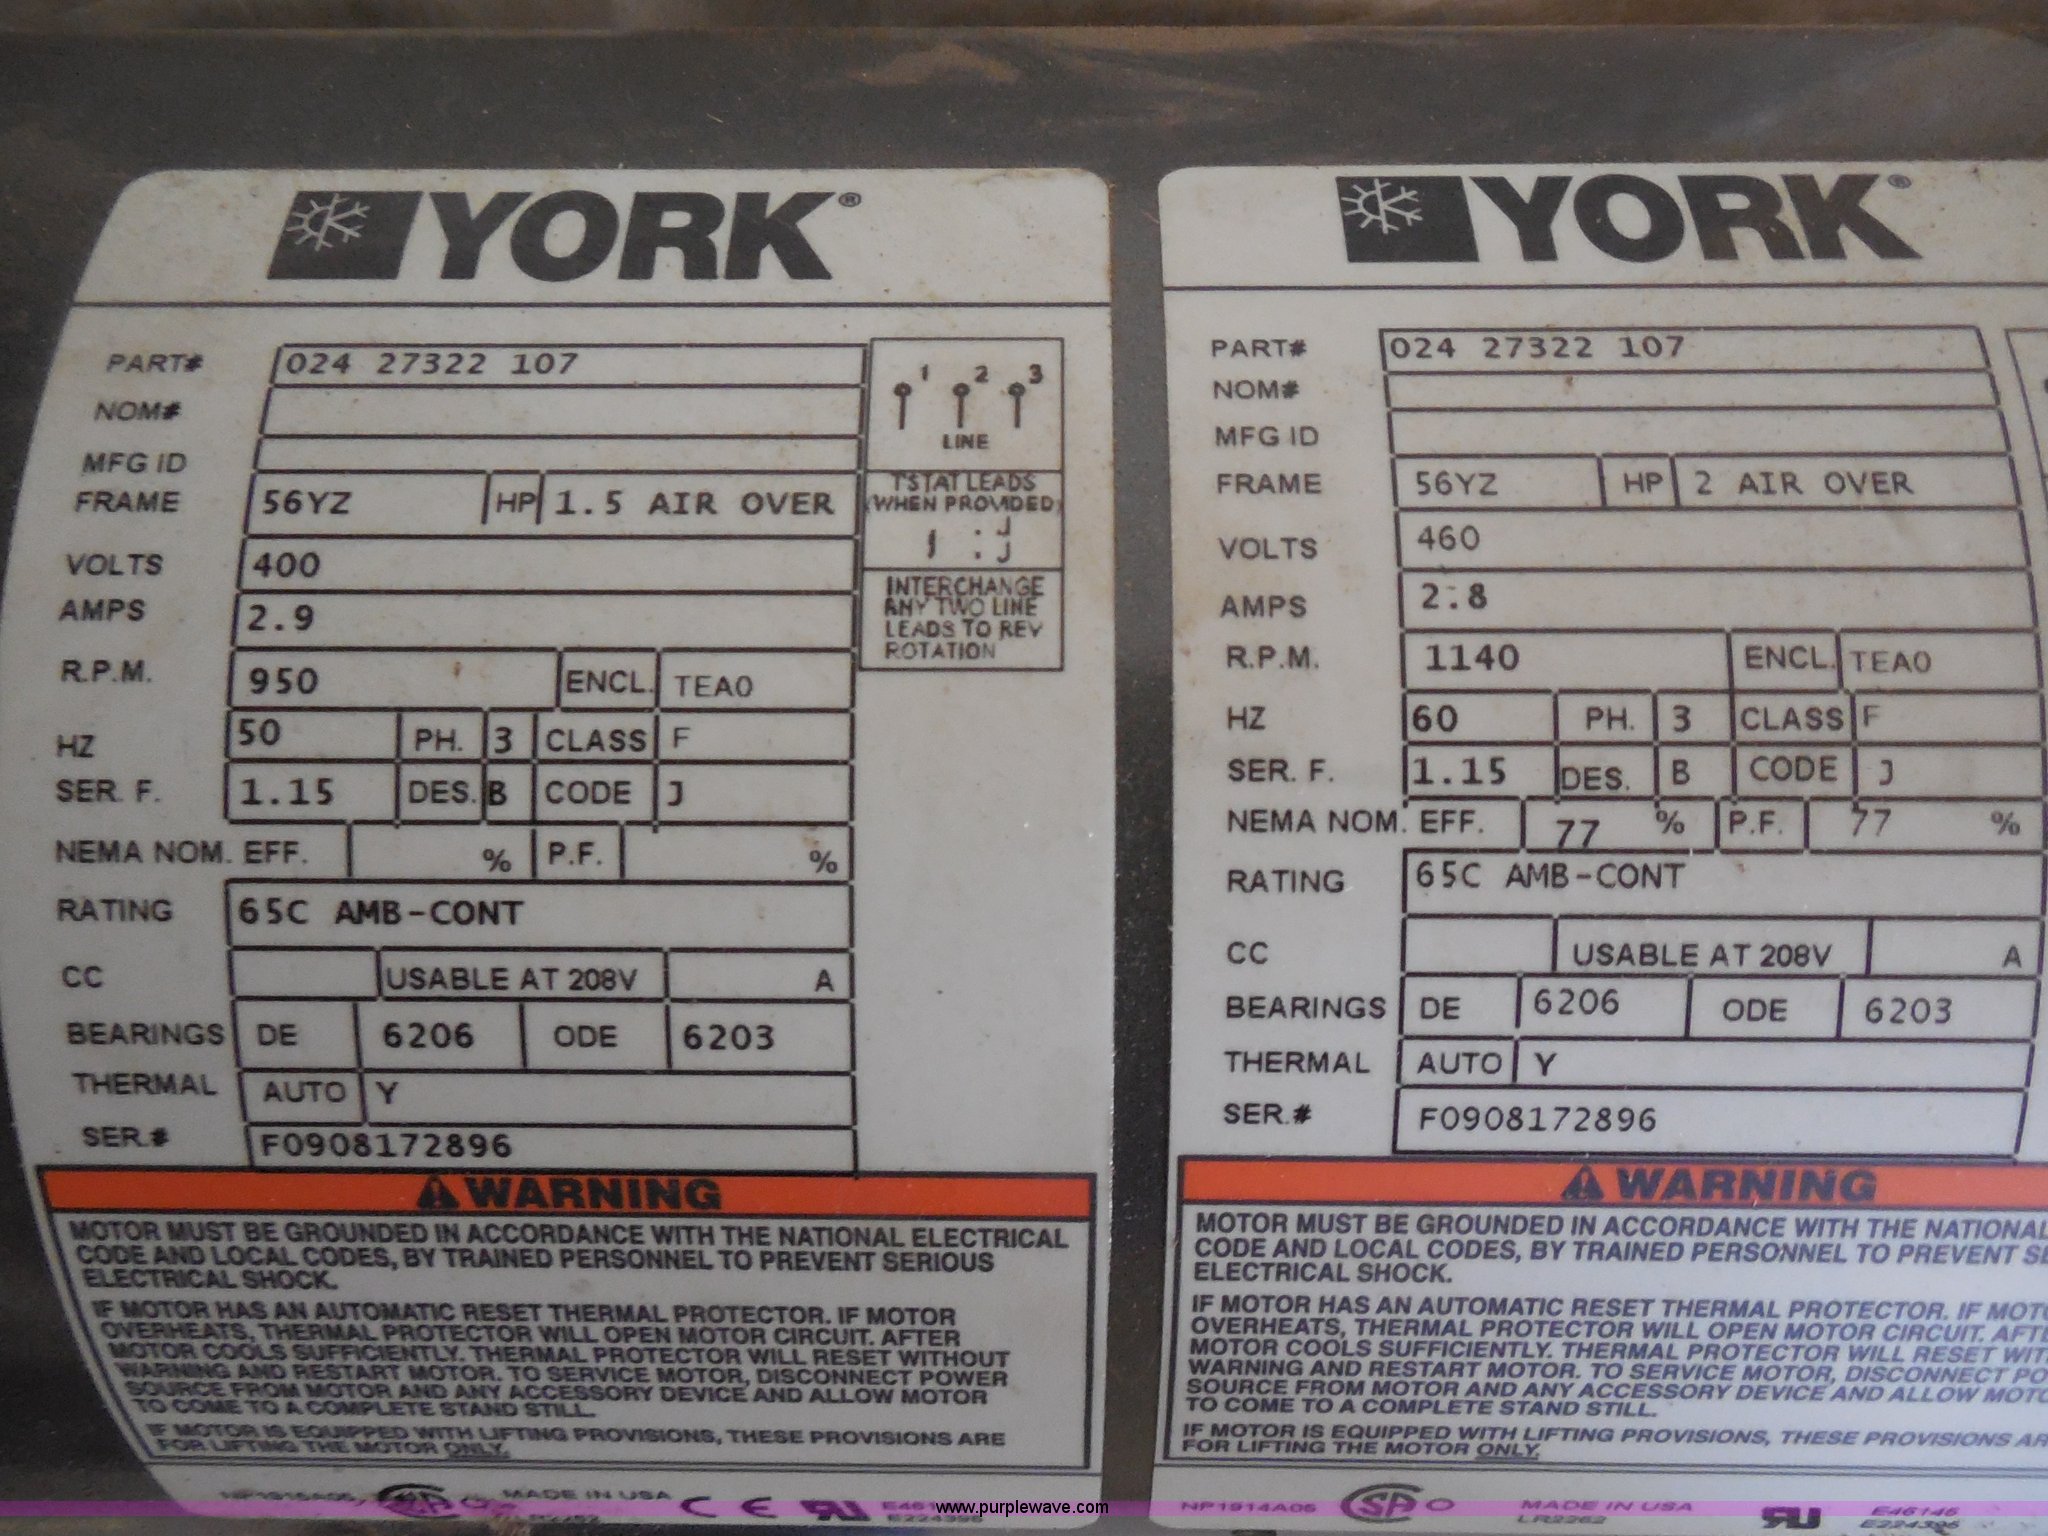 YORK®
PART# 024 27322 107
NOM#
MFG ID
FRAME 56YZ HP 1.5 AIR OVER
VOLTS 400
AMPS 2.9
R.P.M. 950 ENCL. TEAO
HZ 50 PH. 3 CLASS F
SER. F. 1.15 DES. B CODE J
NEMA NOM. EFF. % P.F. %
RATING 65C AMB-CONT
CC USABLE AT 208V A
BEARINGS DE 6206 ODE 6203
THERMAL AUTO Y
SER.# F0908172896
1 2 3
LINE
T'STAT LEADS
(WHEN PROVIDED)
J
J
INTERCHANGE
ANY TWO LINE
LEADS TO REV
ROTATION
WARNING
MOTOR MUST BE GROUNDED IN ACCORDANCE WITH THE NATIONAL ELECTRICAL
CODE AND LOCAL CODES, BY TRAINED PERSONNEL TO PREVENT SERIOUS
ELECTRICAL SHOCK.
IF MOTOR HAS AN AUTOMATIC RESET THERMAL PROTECTOR. IF MOTOR
OVERHEATS, THERMAL PROTECTOR WILL OPEN MOTOR CIRCUIT. AFTER
MOTOR COOLS SUFFICIENTLY. THERMAL PROTECTOR WILL RESET WITHOUT
WARNING AND RESTART MOTOR. TO SERVICE MOTOR, DISCONNECT POWER
SOURCE FROM MOTOR AND ANY ACCESSORY DEVICE AND ALLOW MOTOR
TO COME TO A COMPLETE STAND STILL.
IF MOTOR IS EQUIPPED WITH LIFTING PROVISIONS, THESE PROVISIONS ARE
FOR LIFTING THE MOTOR ONLY.
MADE IN USA
CE
YORK®
PART# 024 27322 107
NOM#
MFG ID
FRAME 56YZ HP 2 AIR OVER
VOLTS 460
AMPS 2.8
R.P.M. 1140 ENCL. TEAO
HZ 60 PH. 3 CLASS F
SER. F. 1.15 DES. B CODE J
NEMA NOM. EFF. 77 % P.F. 77 %
RATING 65C AMB-CONT
CC USABLE AT 208V A
BEARINGS DE 6206 ODE 6203
THERMAL AUTO Y
SER.# F0908172896
WARNING
MOTOR MUST BE GROUNDED IN ACCORDANCE WITH THE NATIONAL
CODE AND LOCAL CODES, BY TRAINED PERSONNEL TO PREVENT SE
ELECTRICAL SHOCK.
IF MOTOR HAS AN AUTOMATIC RESET THERMAL PROTECTOR. IF MOTO
OVERHEATS, THERMAL PROTECTOR WILL OPEN MOTOR CIRCUIT. AFTE
MOTOR COOLS SUFFICIENTLY. THERMAL PROTECTOR WILL RESET WIT
WARNING AND RESTART MOTOR. TO SERVICE MOTOR, DISCONNECT PO
SOURCE FROM MOTOR AND ANY ACCESSORY DEVICE AND ALLOW MOTO
TO COME TO A COMPLETE STAND STILL.
IF MOTOR IS EQUIPPED WITH LIFTING PROVISIONS, THESE PROVISIONS AR
FOR LIFTING THE MOTOR ONLY.
NP1914A05 MADE IN USA E46145
LR2262 E224395
www.purplewave.com